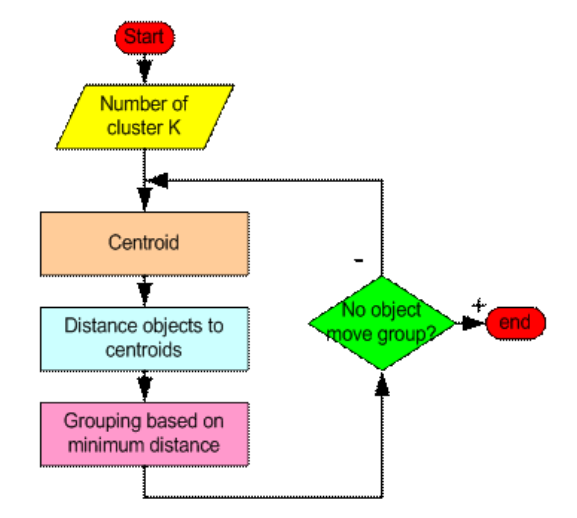 Start
Number of
cluster K
Centroid
Distance objects to
centroids
Grouping based on
minimum distance
No object
move group?
-
+
end